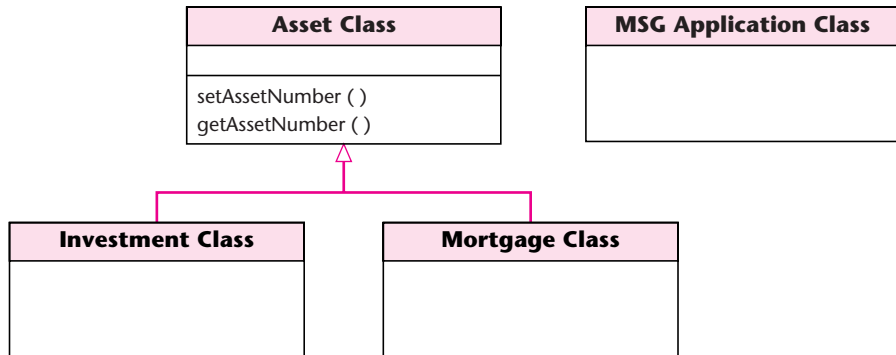 Asset Class
MSG Application Class
setAssetNumber ( )
getAssetNumber ( )
Investment Class
Mortgage Class